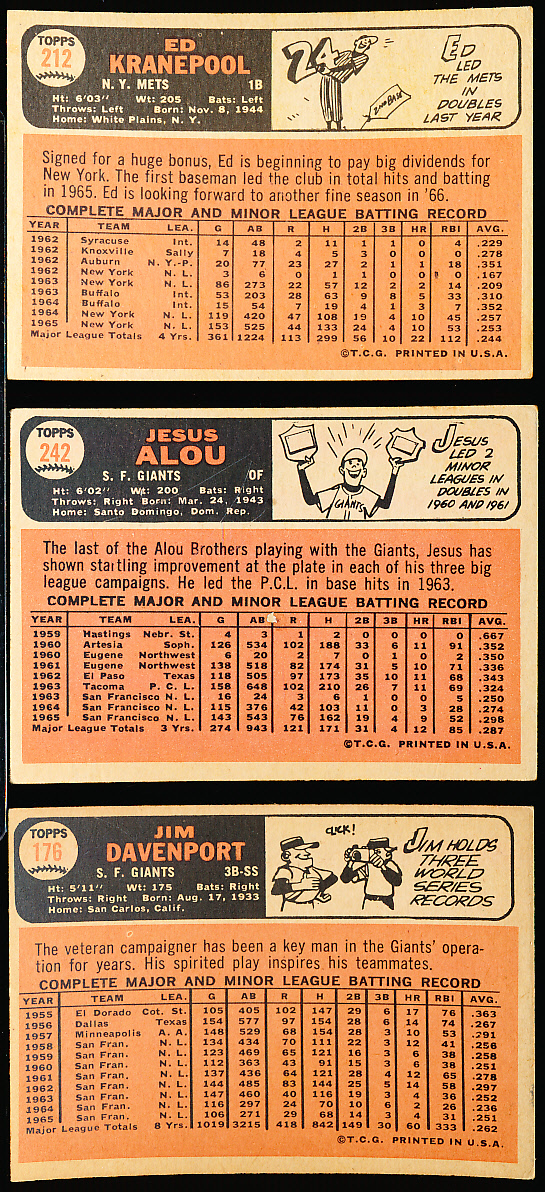 TOPPS
212
ED
KRANEPOOL
N. Y. METS 1B
Ht: 6'03" Wt: 205 Bats: Left
Throws: Left Born: Nov. 8, 1944
Home: White Plains, N. Y.
24
2ND BASE
ED
LED
THE METS
IN
DOUBLES
LAST YEAR
Signed for a huge bonus, Ed is beginning to pay big dividends for
New York. The first baseman led the club in total hits and batting
in 1965. Ed is looking forward to another fine season in '66.
COMPLETE MAJOR AND MINOR LEAGUE BATTING RECORD
YEAR TEAM LEA. G AB R H 2B 3B HR RBI AVG.
1962 Syracuse Int. 14 48 2 11 1 1 0 4 .229
1962 Knoxville Sally 7 18 4 5 3 0 0 0 .278
1962 Auburn N. Y.-P. 20 77 23 27 2 1 1 18 .351
1962 New York N. L. 3 6 0 1 1 0 0 0 .167
1963 New York N. L. 86 273 22 57 12 2 2 14 .209
1963 Buffalo Int. 53 203 28 63 9 8 5 33 .310
1964 Buffalo Int. 15 54 7 19 4 1 3 7 .352
1964 New York N. L. 119 420 47 108 19 4 10 45 .257
1965 New York N. L. 153 525 44 133 24 4 10 53 .253
Major League Totals 4 Yrs. 361 1224 113 299 56 10 22 112 .244
©T.C.G. PRINTED IN U.S.A.
TOPPS
242
JESUS
ALOU
S. F. GIANTS OF
Ht: 6'02" Wt: 200 Bats: Right
Throws: Right Born: Mar. 24, 1943
Home: Santo Domingo, Dom. Rep.
GIANTS
JESUS
LED 2
MINOR
LEAGUES IN
DOUBLES IN
1960 AND 1961
The last of the Alou Brothers playing with the Giants, Jesus has
shown startling improvement at the plate in each of his three big
league campaigns. He led the P.C.L. in base hits in 1963.
COMPLETE MAJOR AND MINOR LEAGUE BATTING RECORD
YEAR TEAM LEA. G AB R H 2B 3B HR RBI AVG.
1959 Hastings Nebr. St. 4 3 1 2 0 0 0 0 .667
1960 Artesia Soph. 126 534 102 188 33 6 11 91 .352
1960 Eugene Northwest 6 20 2 7 0 1 0 2 .350
1961 Eugene Northwest 138 518 82 174 31 5 10 71 .336
1962 El Paso Texas 118 505 97 173 35 10 11 68 .343
1963 Tacoma P. C. L. 158 648 102 210 26 7 11 69 .324
1963 San Francisco N. L. 16 24 3 6 1 0 0 5 .250
1964 San Francisco N. L. 115 376 42 103 11 0 3 28 .274
1965 San Francisco N. L. 143 543 76 162 19 4 9 52 .298
Major League Totals 3 Yrs. 274 943 121 171 31 4 12 85 .287
©T.C.G. PRINTED IN U.S.A.
TOPPS
176
JIM
DAVENPORT
S. F. GIANTS 3B-SS
Ht: 5'11" Wt: 175 Bats: Right
Throws: Right Born: Aug. 17, 1933
Home: San Carlos, Calif.
CLICK!
JIM HOLDS
THREE
WORLD
SERIES
RECORDS
The veteran campaigner has been a key man in the Giants' opera-
tion for years. His spirited play inspires his teammates.
COMPLETE MAJOR AND MINOR LEAGUE BATTING RECORD
YEAR TEAM LEA. G AB R H 2B 3B HR RBI AVG.
1955 El Dorado Cot. St. 105 405 102 147 29 6 17 76 .363
1956 Dallas Texas 154 577 97 154 28 6 14 74 .267
1957 Minneapolis A. A. 148 529 68 154 28 3 10 53 .291
1958 San Fran. N. L. 134 434 70 111 22 3 12 41 .256
1959 San Fran. N. L. 123 469 65 121 16 3 6 38 .258
1960 San Fran. N. L. 112 363 43 91 15 3 6 38 .251
1961 San Fran. N. L. 137 436 64 121 28 4 12 65 .278
1962 San Fran. N. L. 144 485 83 144 25 5 14 58 .297
1963 San Fran. N. L. 147 460 40 116 19 3 4 36 .252
1964 San Fran. N. L. 116 297 24 70 10 6 2 26 .236
1965 San Fran. N. L. 106 271 29 68 14 3 4 31 .251
Major League Totals 8 Yrs. 1019 3215 418 842 149 30 60 333 .262
©T.C.G. PRINTED IN U.S.A.